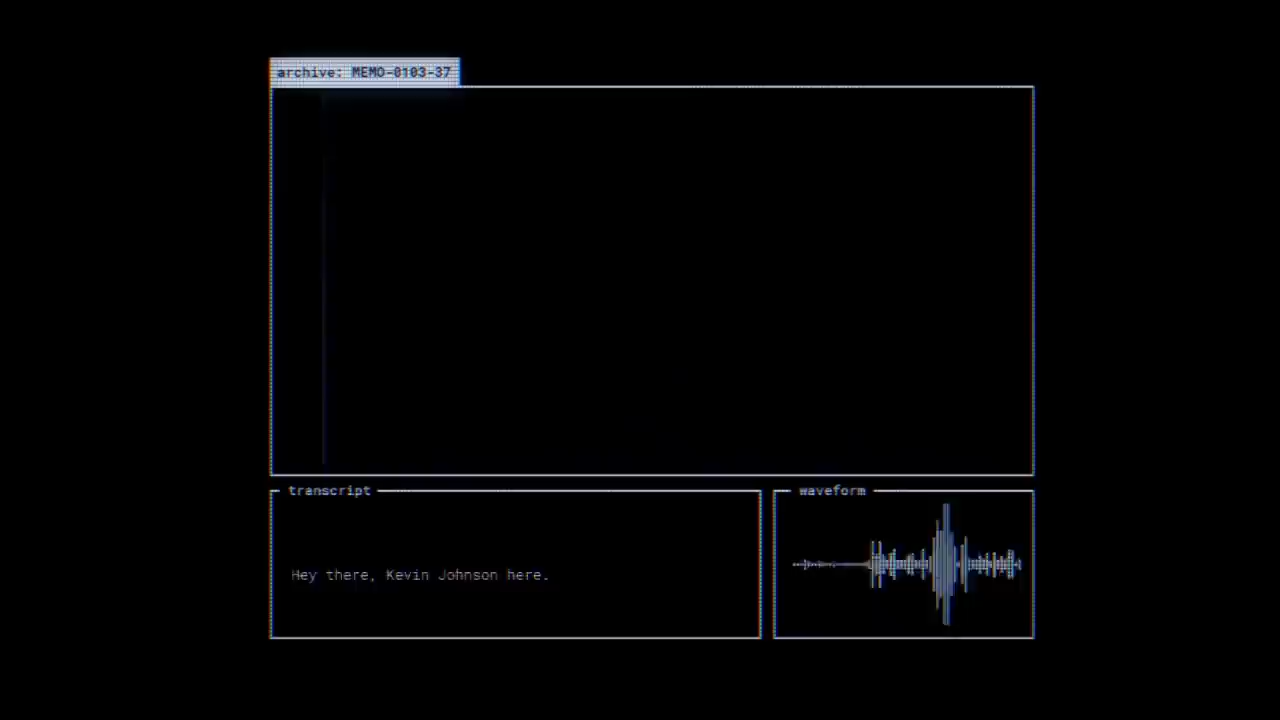 archive: MEMO-0103-37
transcript
waveform
Hey there, Kevin Johnson here.